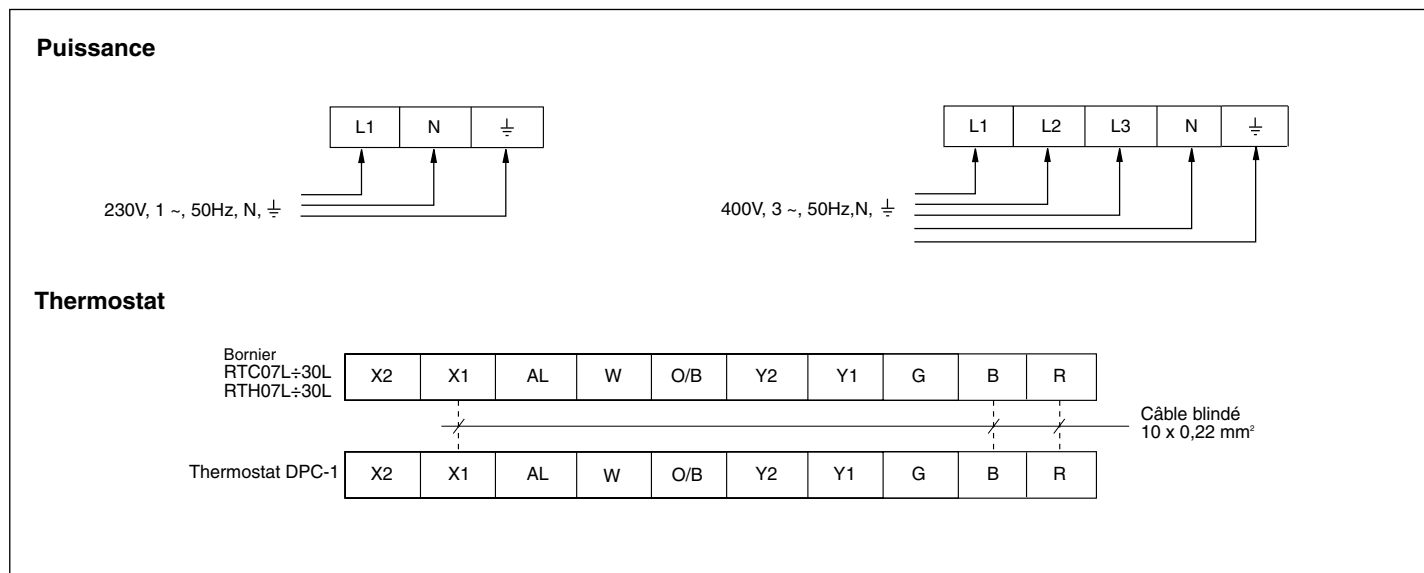 Puissance
L1 N ⏚
230V, 1 ~, 50Hz, N, ⏚
L1 L2 L3 N ⏚
400V, 3 ~, 50Hz,N, ⏚
Thermostat
Bornier
RTC07L÷30L
RTH07L÷30L
X2 X1 AL W O/B Y2 Y1 G B R
Câble blindé
10 x 0,22 mm²
Thermostat DPC-1
X2 X1 AL W O/B Y2 Y1 G B R